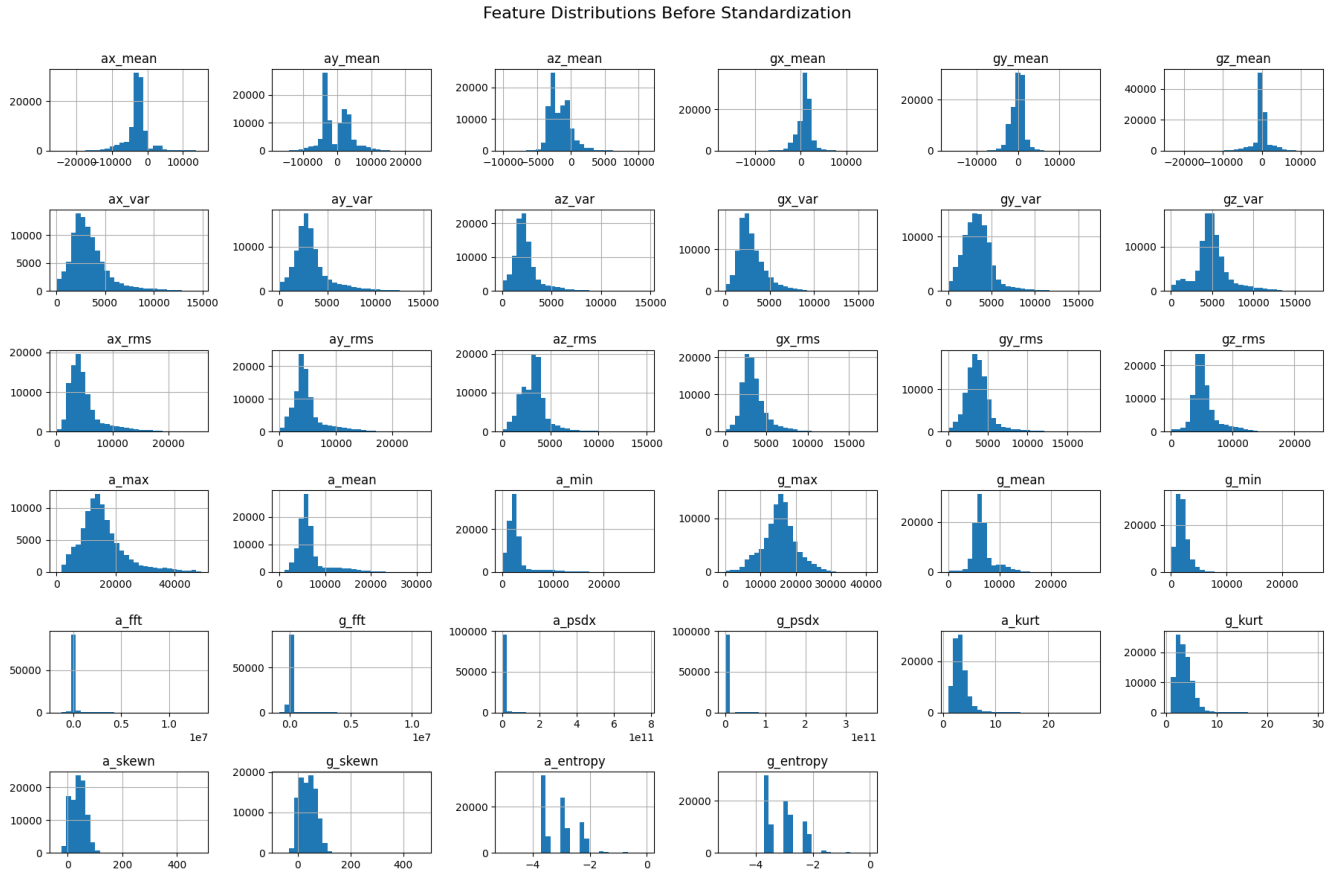 Feature Distributions Before Standardization
ax_mean ay_mean az_mean gx_mean gy_mean gz_mean
20000 0 −20000 −10000 0 10000
30000 20000 10000 0 −10000 0 10000 20000
20000 10000 0 −10000 −5000 0 5000 10000
20000 0 −10000 0 10000
20000 0 −10000 0 10000
40000 20000 0 −20000 −10000 0 10000
ax_var ay_var az_var gx_var gy_var gz_var
10000 5000 0 0 5000 10000 15000
10000 0 0 5000 10000 15000
20000 10000 0 0 5000 10000 15000
10000 0 0 5000 10000 15000
10000 0 0 5000 10000 15000
10000 0 0 5000 10000 15000
ax_rms ay_rms az_rms gx_rms gy_rms gz_rms
20000 10000 0 0 10000 20000
20000 10000 0 0 10000 20000
20000 10000 0 0 5000 10000 15000
20000 10000 0 0 5000 10000 15000
10000 0 0 5000 10000 15000
20000 10000 0 0 10000 20000
a_max a_mean a_min g_max g_mean g_min
10000 5000 0 0 20000 40000
30000 20000 10000 0 0 10000 20000 30000
20000 0 0 20000
10000 0 0 10000 20000 30000 40000
20000 0 0 20000
20000 0 0 20000
a_fft g_fft a_psdx g_psdx a_kurt g_kurt
50000 0 0.0 0.5 1.0 1e7
50000 0 0.0 0.5 1.0 1e7
100000 50000 0 0 2 4 6 8 1e11
100000 50000 0 0 1 2 3 1e11
20000 0 0 10 20
20000 10000 0 0 10 20 30
a_skewn g_skewn a_entropy g_entropy
20000 10000 0 0 200 400
20000 10000 0 0 200 400
20000 0 −4 −2 0
20000 0 −4 −2 0